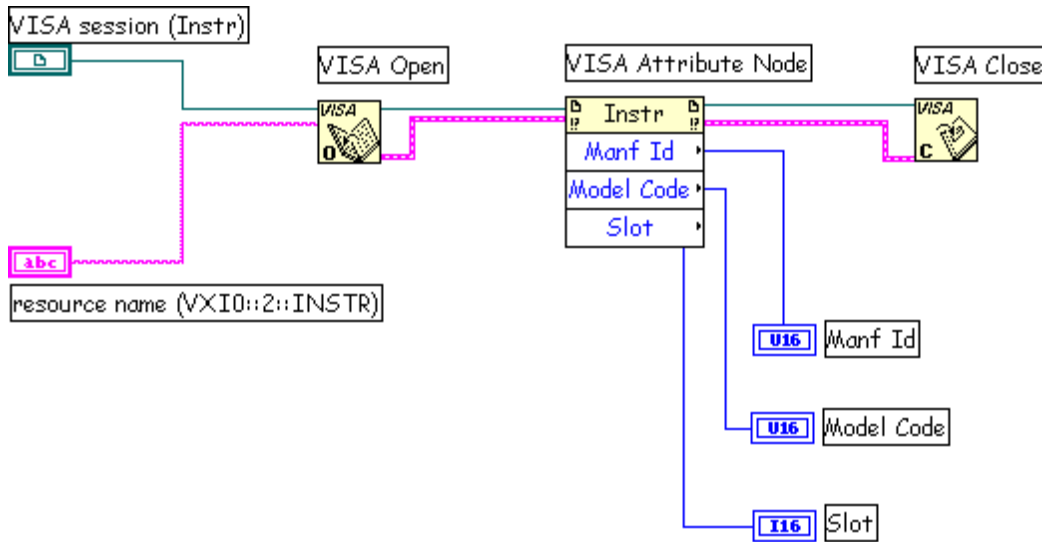 VISA session (Instr)
VISA Open
VISA Attribute Node
VISA Close
VISA
O
Instr
VISA
C
Manf Id
Model Code
Slot
abc
resource name (VXI0::2::INSTR)
U16
Manf Id
U16
Model Code
I16
Slot